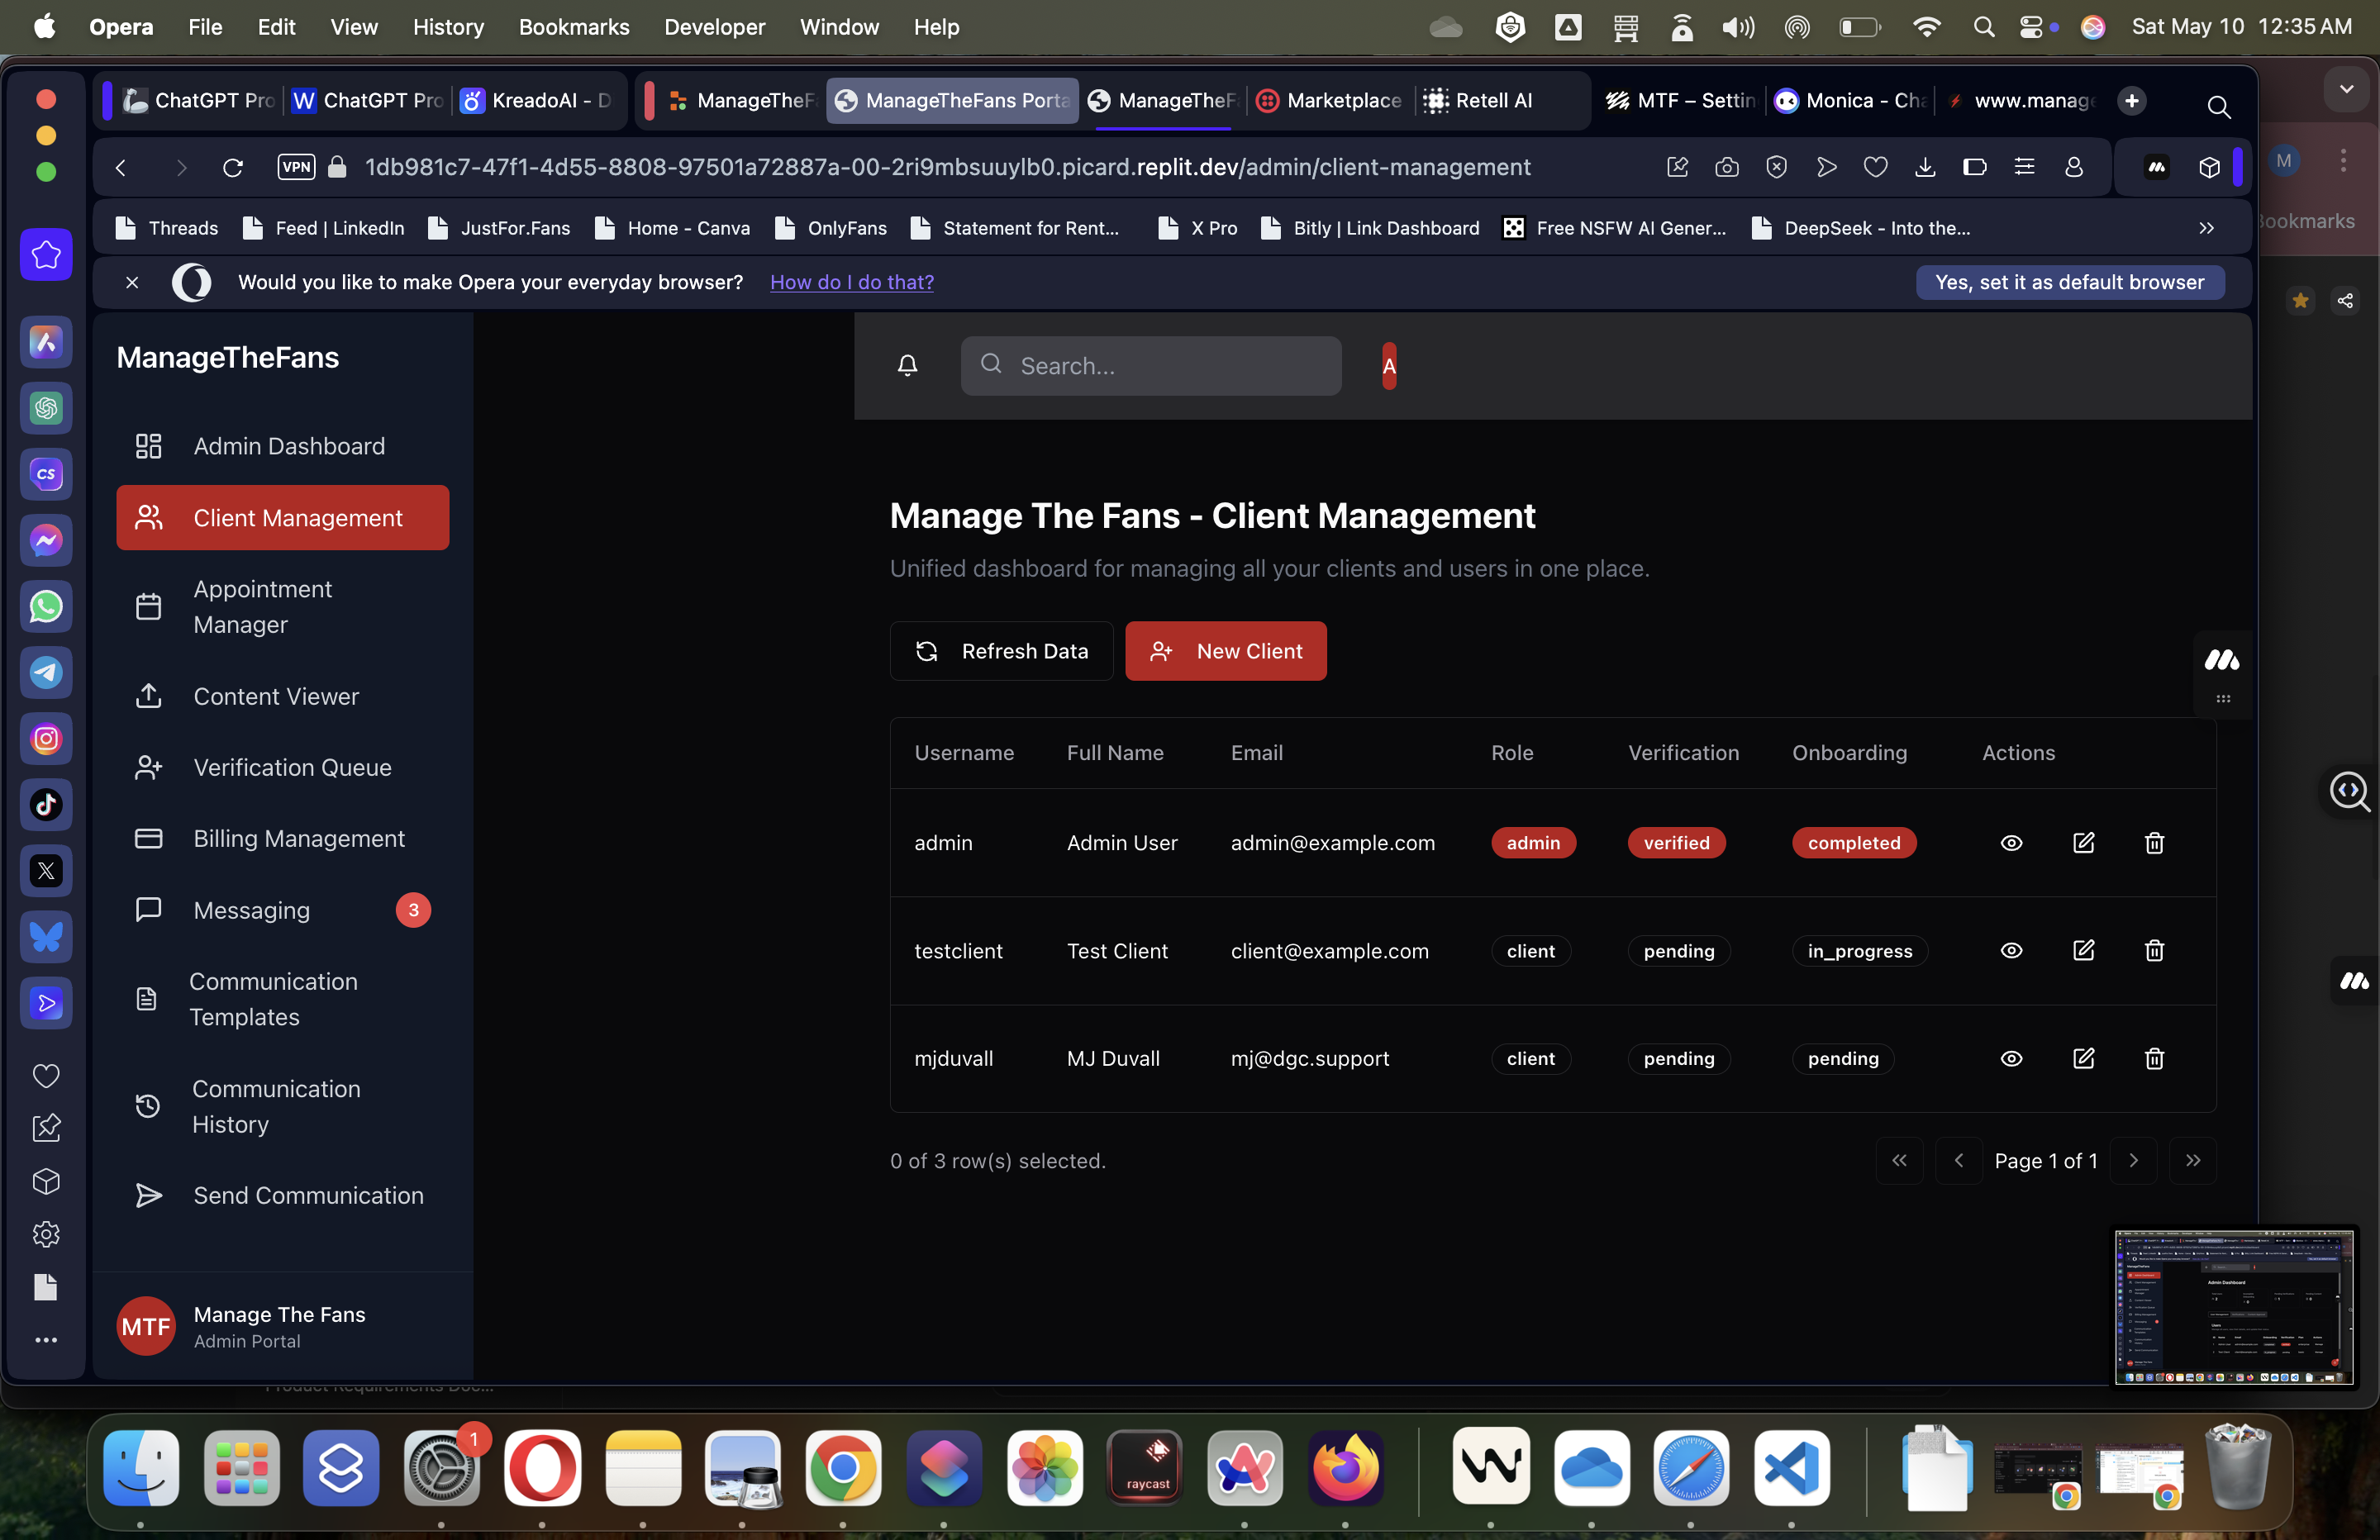 Opera File Edit View History Bookmarks Developer Window Help
Sat May 10 12:35 AM
ChatGPT Pro
ChatGPT Pro
KreadoAI - D
ManageTheF
ManageTheFans Porta
ManageTheF
Marketplace
Retell AI
MTF – Settin
Monica - Cha
www.manage
VPN
1db981c7-47f1-4d55-8808-97501a72887a-00-2ri9mbsuuylb0.picard.replit.dev/admin/client-management
M
Threads
Feed | LinkedIn
JustFor.Fans
Home - Canva
OnlyFans
Statement for Rent...
X Pro
Bitly | Link Dashboard
Free NSFW AI Gener...
DeepSeek - Into the...
Bookmarks
Would you like to make Opera your everyday browser? How do I do that?
Yes, set it as default browser
ManageTheFans
Admin Dashboard
Client Management
Appointment
Manager
Content Viewer
Verification Queue
Billing Management
Messaging 3
Communication
Templates
Communication
History
Send Communication
MTF
Manage The Fans
Admin Portal
CS
Search...
A
Manage The Fans - Client Management
Unified dashboard for managing all your clients and users in one place.
Refresh Data
New Client
Username Full Name Email Role Verification Onboarding Actions
admin Admin User admin@example.com admin verified completed
testclient Test Client client@example.com client pending in_progress
mjduvall MJ Duvall mj@dgc.support client pending pending
0 of 3 row(s) selected.
Page 1 of 1
1
raycast